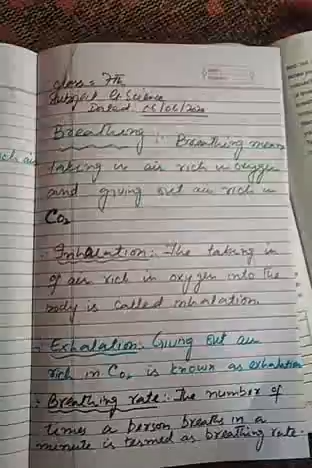 Class = 7th
Subject G. Science
Dated 05/06/2020
Breathing :- Breathing means
taking in air rich in oxygen
and giving out air rich in
Co2
Inhalation:- The taking in
of air rich in oxygen into the
body is called inhalation.
Exhalation:- Giving out air
rich in Co2 is known as exhalation
Breathing rate:- The number of
times a person breaths in a
minute is termed as breathing rate.